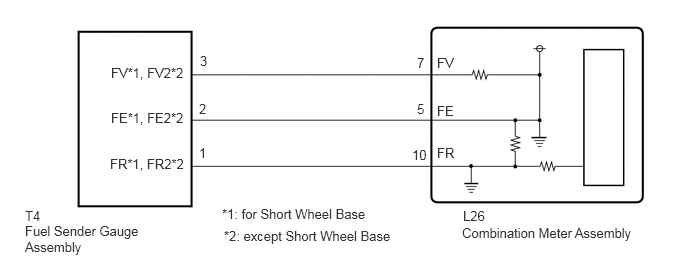 FV*1, FV2*2 3 7 FV
FE*1, FE2*2 2 5 FE
FR*1, FR2*2 1 10 FR
T4
Fuel Sender Gauge
Assembly
*1: for Short Wheel Base
*2: except Short Wheel Base
L26
Combination Meter Assembly